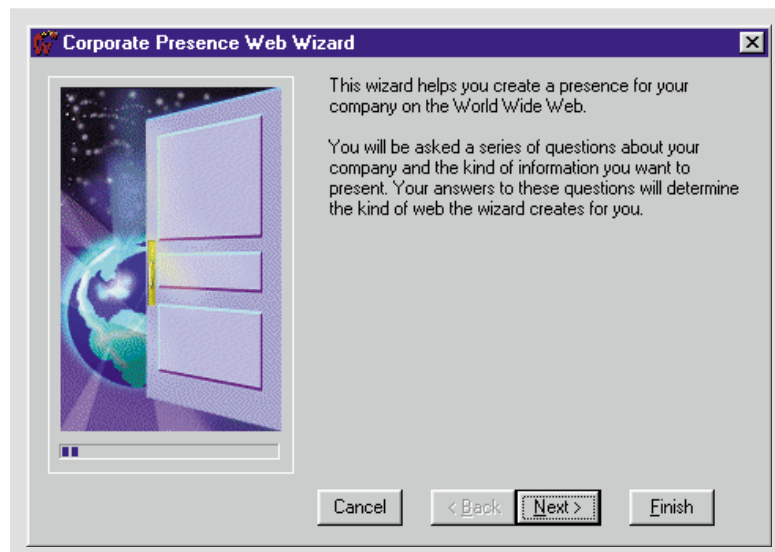 Corporate Presence Web Wizard
This wizard helps you create a presence for your
company on the World Wide Web.
You will be asked a series of questions about your
company and the kind of information you want to
present. Your answers to these questions will determine
the kind of web the wizard creates for you.
Cancel < Back Next > Finish